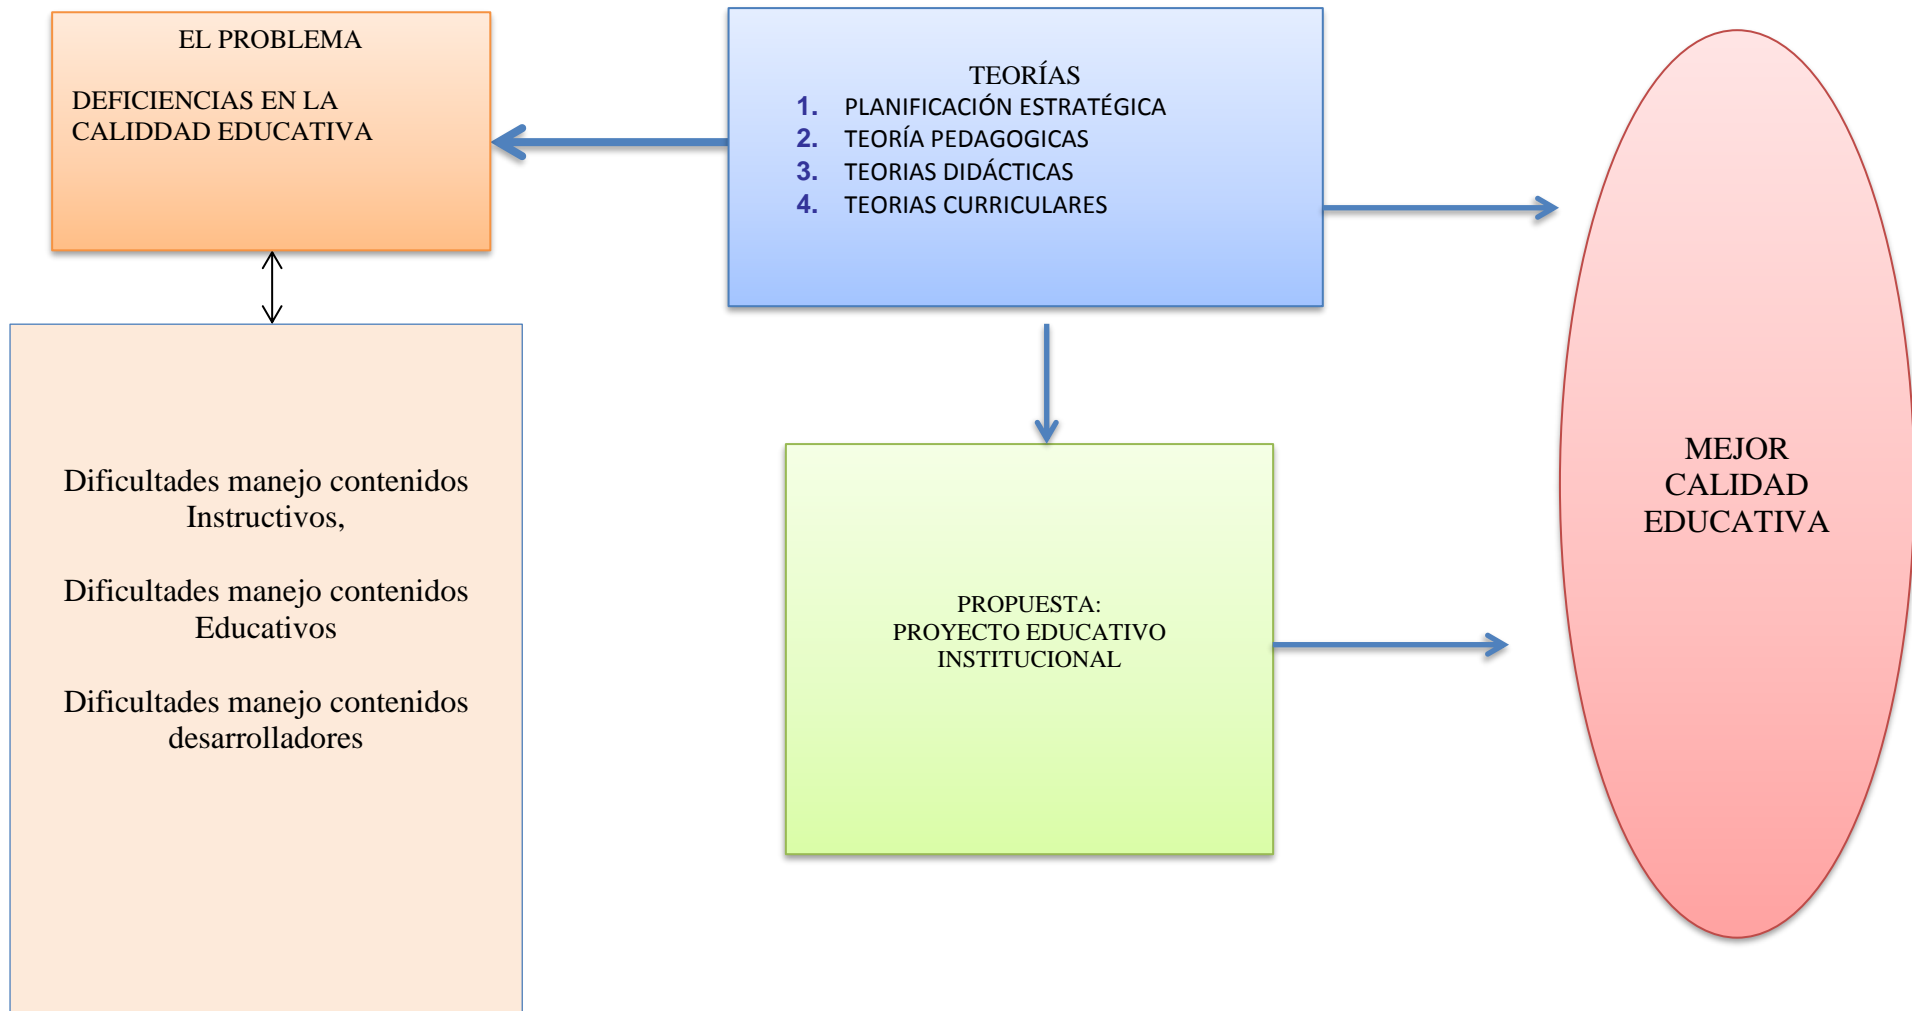 EL PROBLEMA
DEFICIENCIAS EN LA
CALIDDAD EDUCATIVA
TEORÍAS
1. PLANIFICACIÓN ESTRATÉGICA
2. TEORÍA PEDAGOGICAS
3. TEORIAS DIDÁCTICAS
4. TEORIAS CURRICULARES
Dificultades manejo contenidos
Instructivos,
Dificultades manejo contenidos
Educativos
Dificultades manejo contenidos
desarrolladores
PROPUESTA:
PROYECTO EDUCATIVO
INSTITUCIONAL
MEJOR
CALIDAD
EDUCATIVA